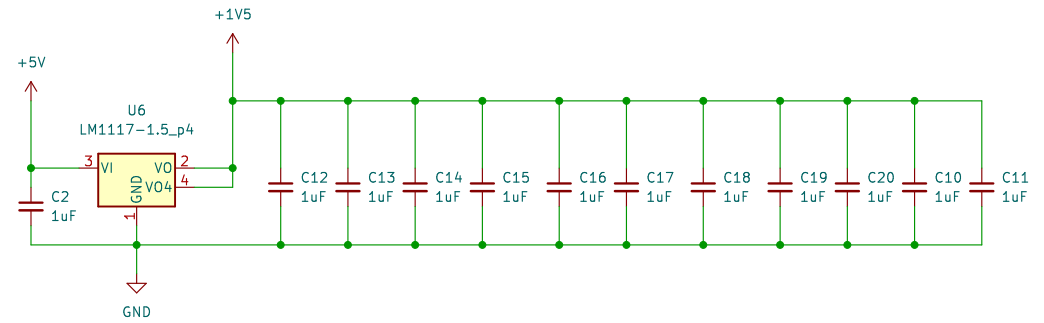 +1V5
+5V
U6
LM1117-1.5_p4
3 VI VO 2
GND VO4 4
1
C2
1uF
C12 C13 C14 C15 C16 C17 C18 C19 C20 C10 C11
1uF 1uF 1uF 1uF 1uF 1uF 1uF 1uF 1uF 1uF 1uF
GND